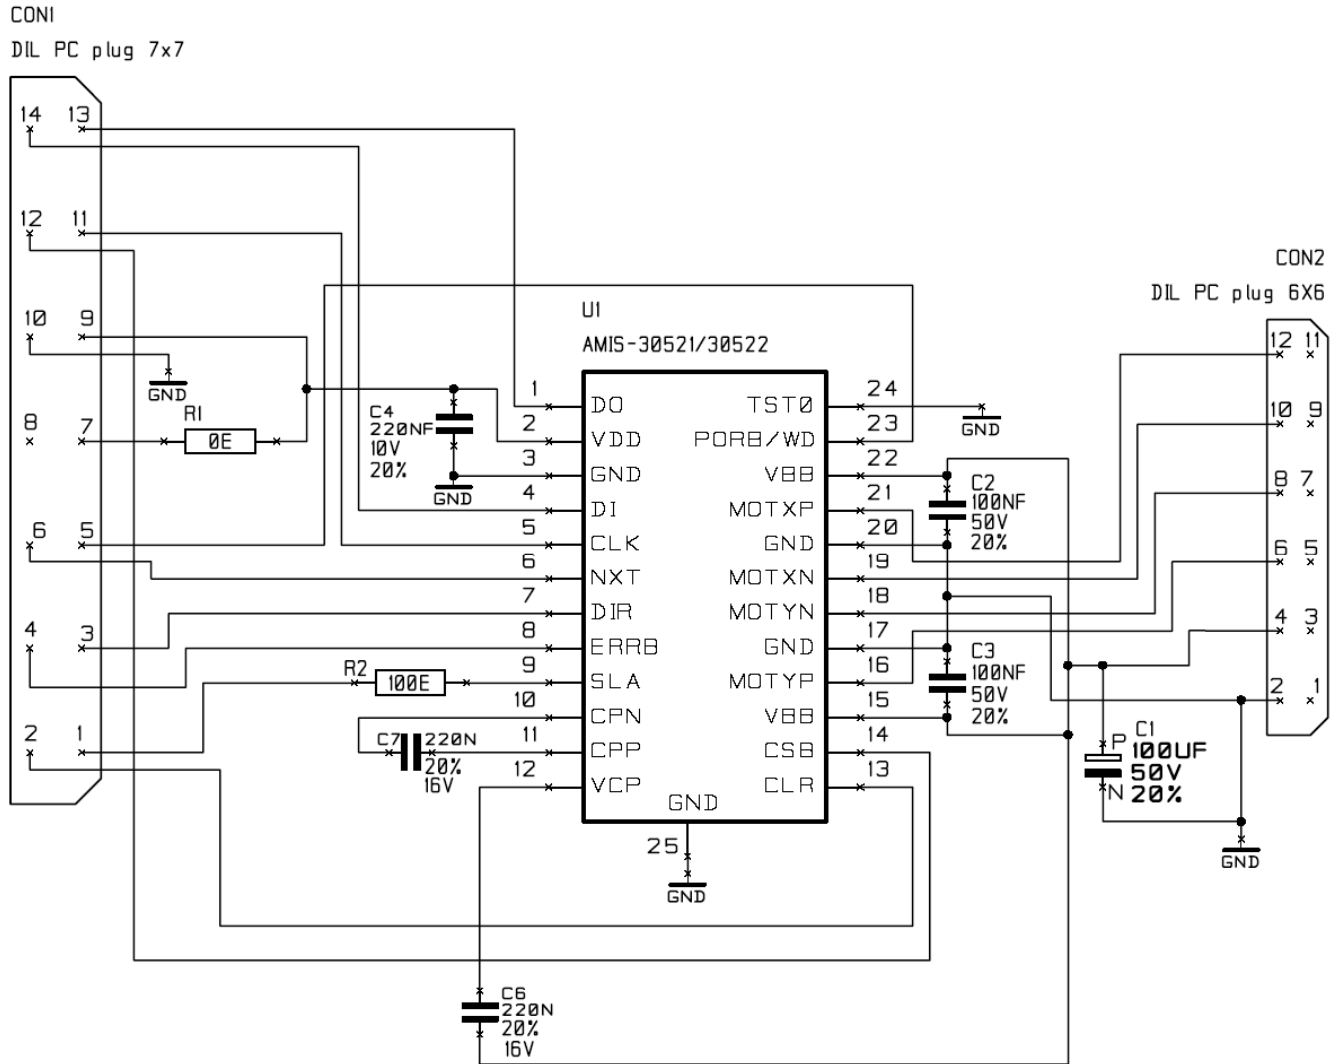 CON1
DIL PC plug 7x7
14 13
12 11
10 9
8 7
6 5
4 3
2 1
GND
R1
0E
C4
220NF
10V
20%
GND
R2
100E
C7 220N
20%
16V
U1
AMIS-30521/30522
1 DO
2 VDD
3 GND
4 DI
5 CLK
6 NXT
7 DIR
8 ERRB
9 SLA
10 CPN
11 CPP
12 VCP
TST0 24
PORB/WD 23
VBB 22
MOTXP 21
GND 20
MOTXN 19
MOTYN 18
GND 17
MOTYP 16
VBB 15
CSB 14
CLR 13
GND
25
GND
GND
C2
100NF
50V
20%
C3
100NF
50V
20%
C6
220N
20%
16V
CON2
DIL PC plug 6X6
12 11
10 9
8 7
6 5
4 3
2 1
P C1
100UF
50V
N 20%
GND